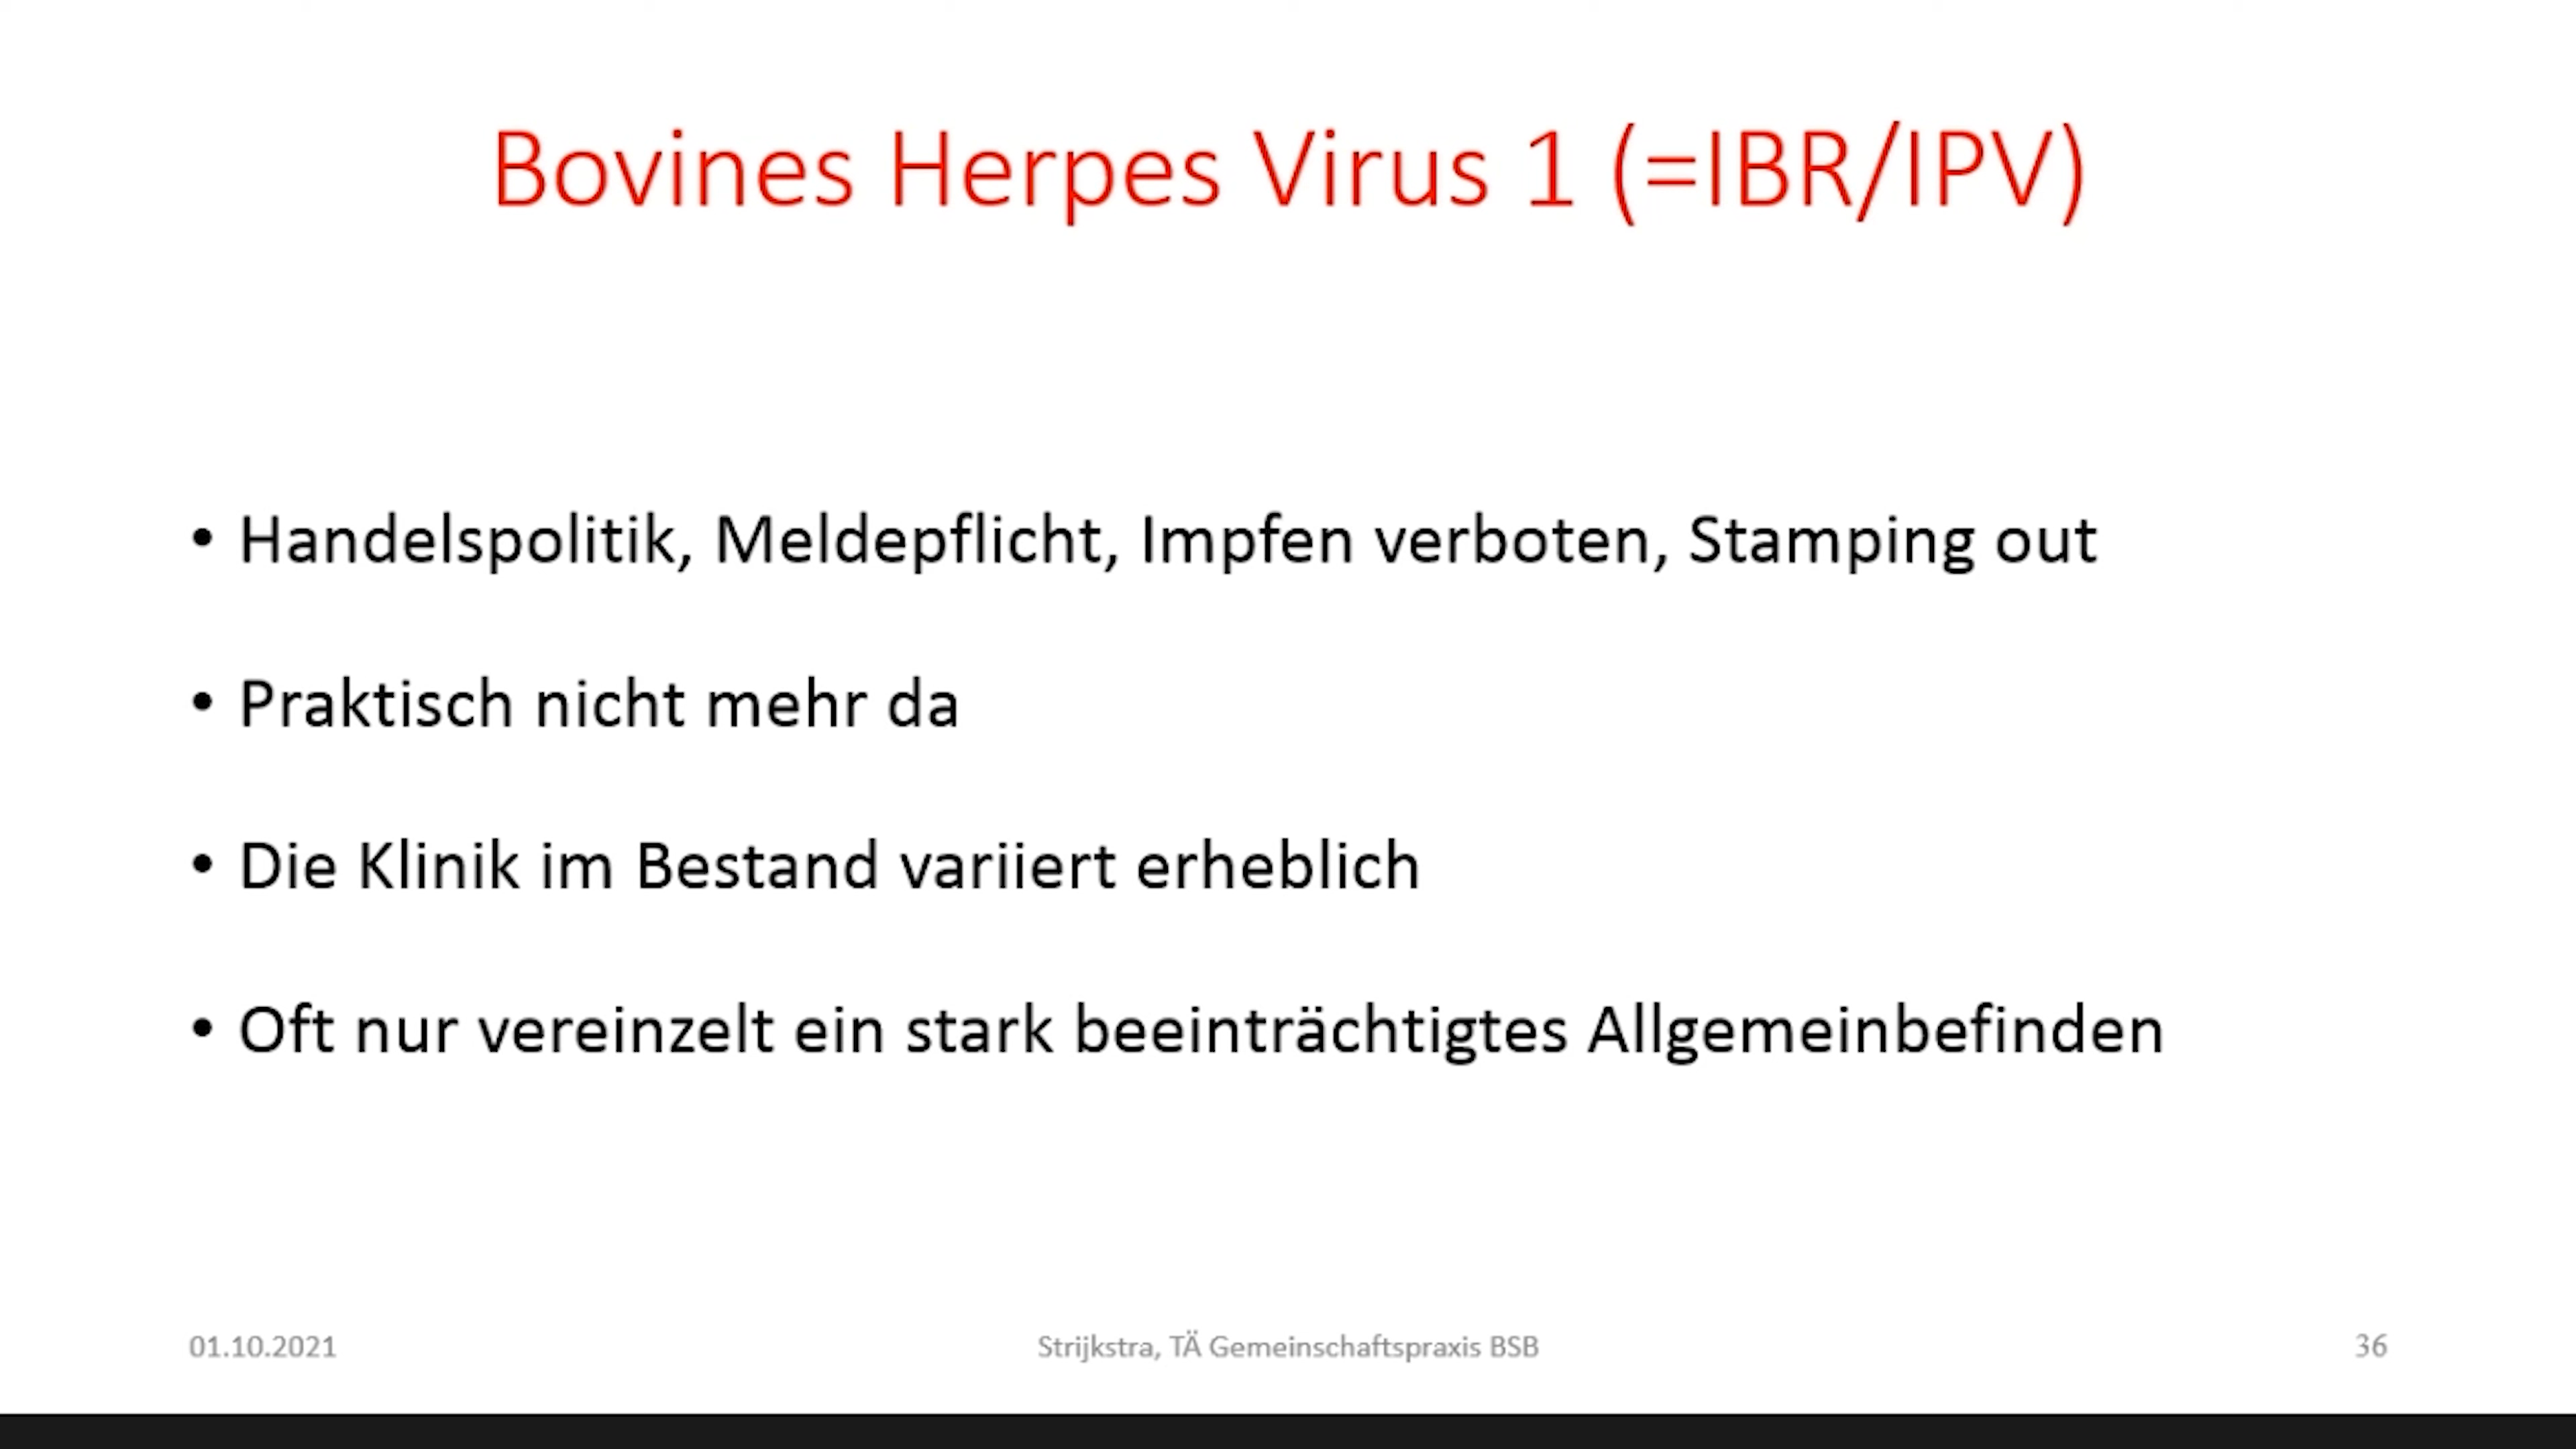 Bovines Herpes Virus 1 (=IBR/IPV)
• Handelspolitik, Meldepflicht, Impfen verboten, Stamping out
• Praktisch nicht mehr da
• Die Klinik im Bestand variiert erheblich
• Oft nur vereinzelt ein stark beeinträchtigtes Allgemeinbefinden
01.10.2021
Strijkstra, TÄ Gemeinschaftspraxis BSB
36